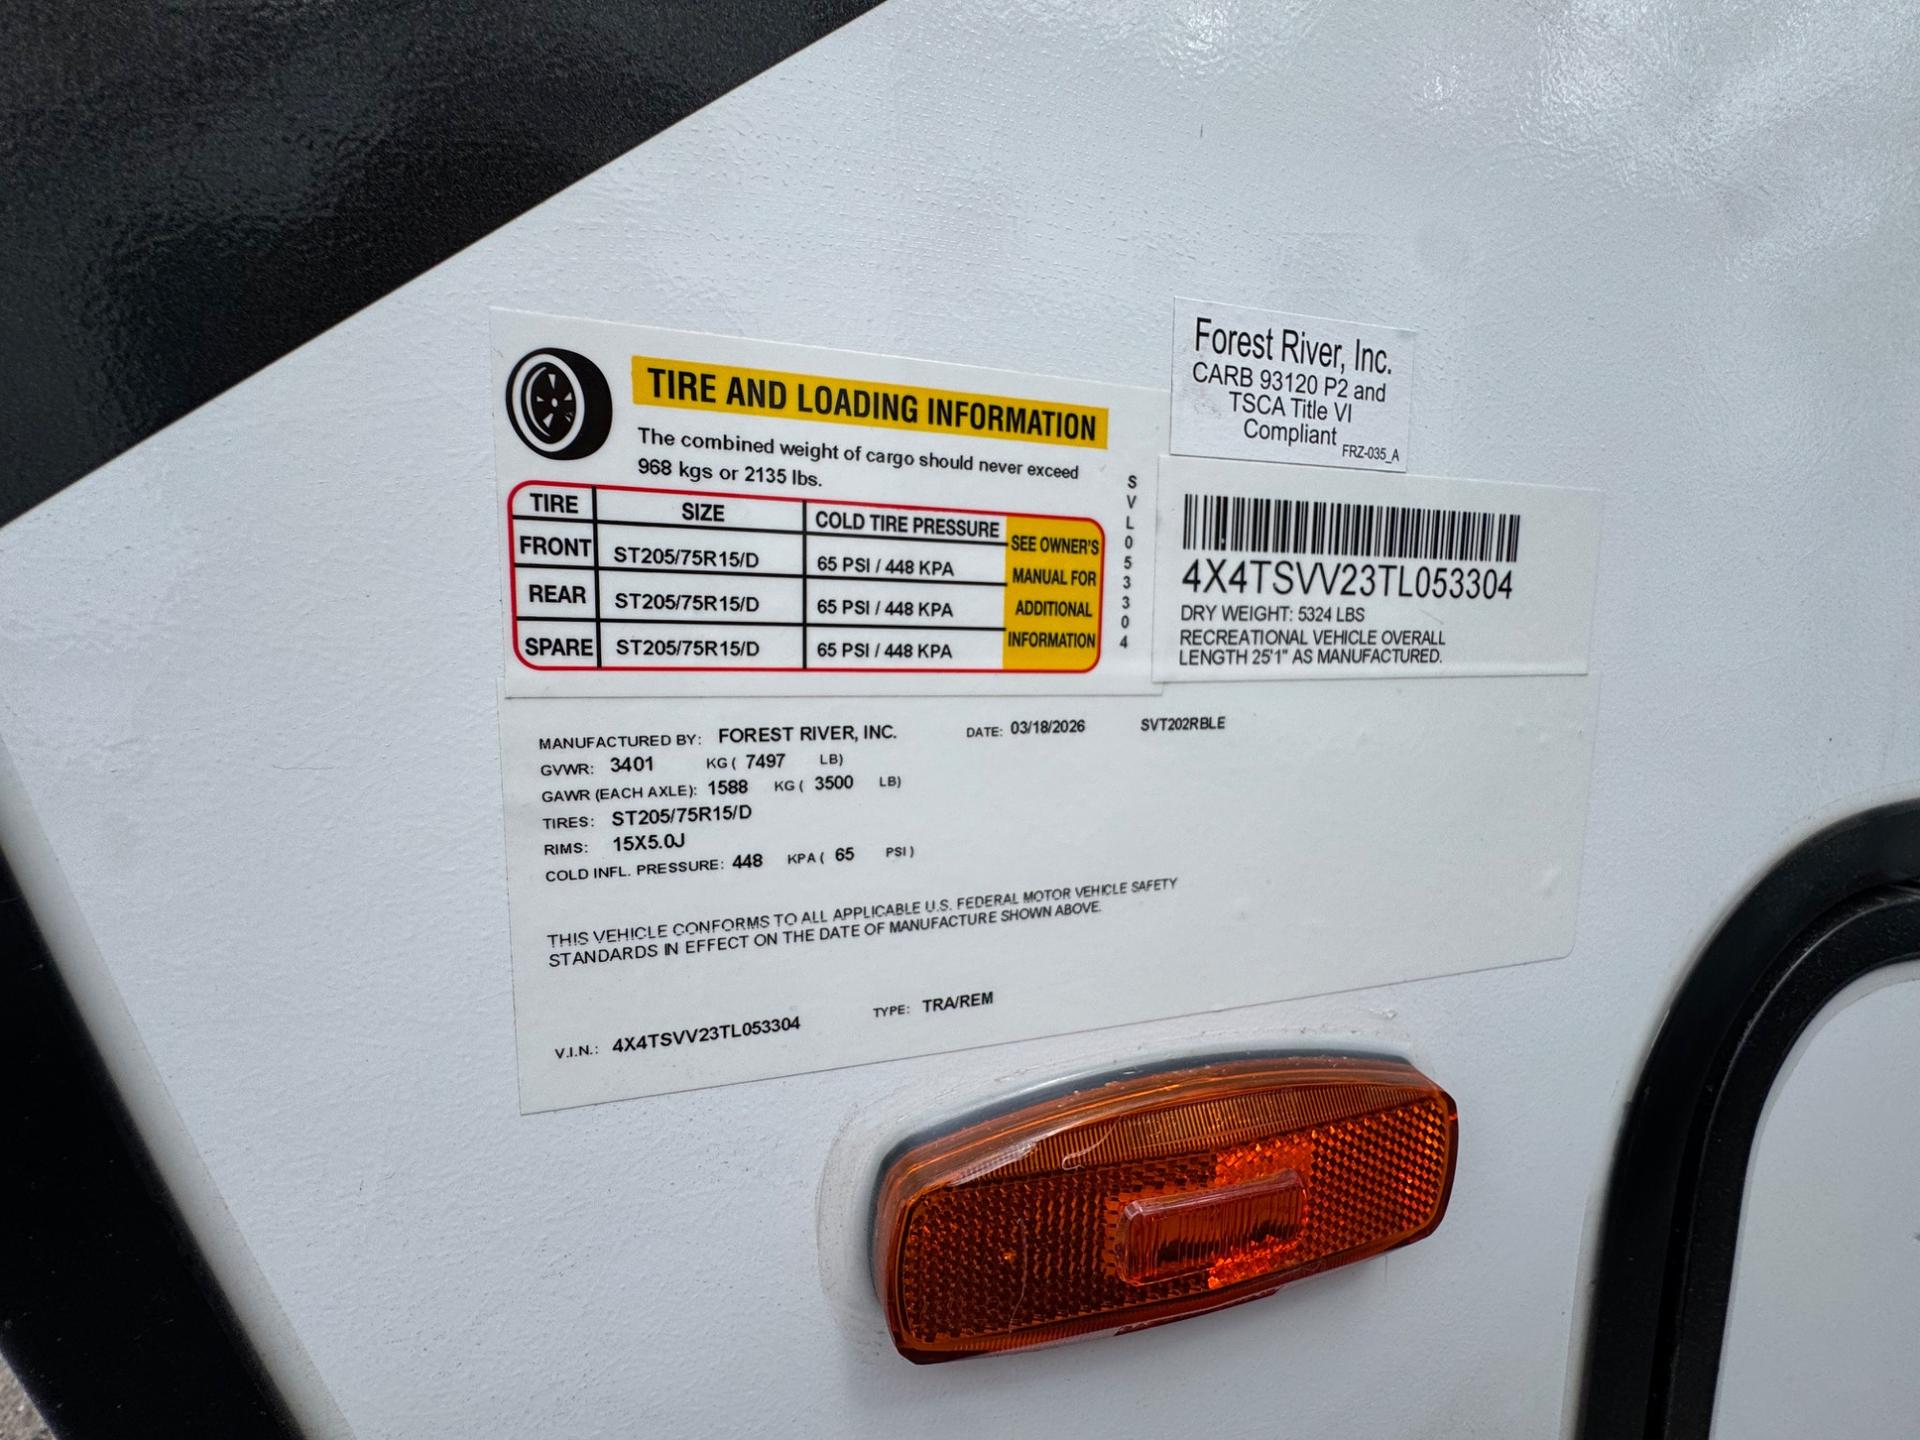 Forest River, Inc.
CARB 93120 P2 and
TSCA Title VI
Compliant
FRZ-035_A
TIRE AND LOADING INFORMATION
The combined weight of cargo should never exceed
968 kgs or 2135 lbs.
TIRE SIZE COLD TIRE PRESSURE
FRONT ST205/75R15/D 65 PSI / 448 KPA
REAR ST205/75R15/D 65 PSI / 448 KPA
SPARE ST205/75R15/D 65 PSI / 448 KPA
SEE OWNER'S
MANUAL FOR
ADDITIONAL
INFORMATION
SVL053304
4X4TSVV23TL053304
DRY WEIGHT: 5324 LBS
RECREATIONAL VEHICLE OVERALL
LENGTH 25'1" AS MANUFACTURED.
MANUFACTURED BY: FOREST RIVER, INC. DATE: 03/18/2026 SVT202RBLE
GVWR: 3401 KG ( 7497 LB)
GAWR (EACH AXLE): 1588 KG ( 3500 LB)
TIRES: ST205/75R15/D
RIMS: 15X5.0J
COLD INFL. PRESSURE: 448 KPA ( 65 PSI )
THIS VEHICLE CONFORMS TO ALL APPLICABLE U.S. FEDERAL MOTOR VEHICLE SAFETY
STANDARDS IN EFFECT ON THE DATE OF MANUFACTURE SHOWN ABOVE.
V.I.N.: 4X4TSVV23TL053304 TYPE: TRA/REM